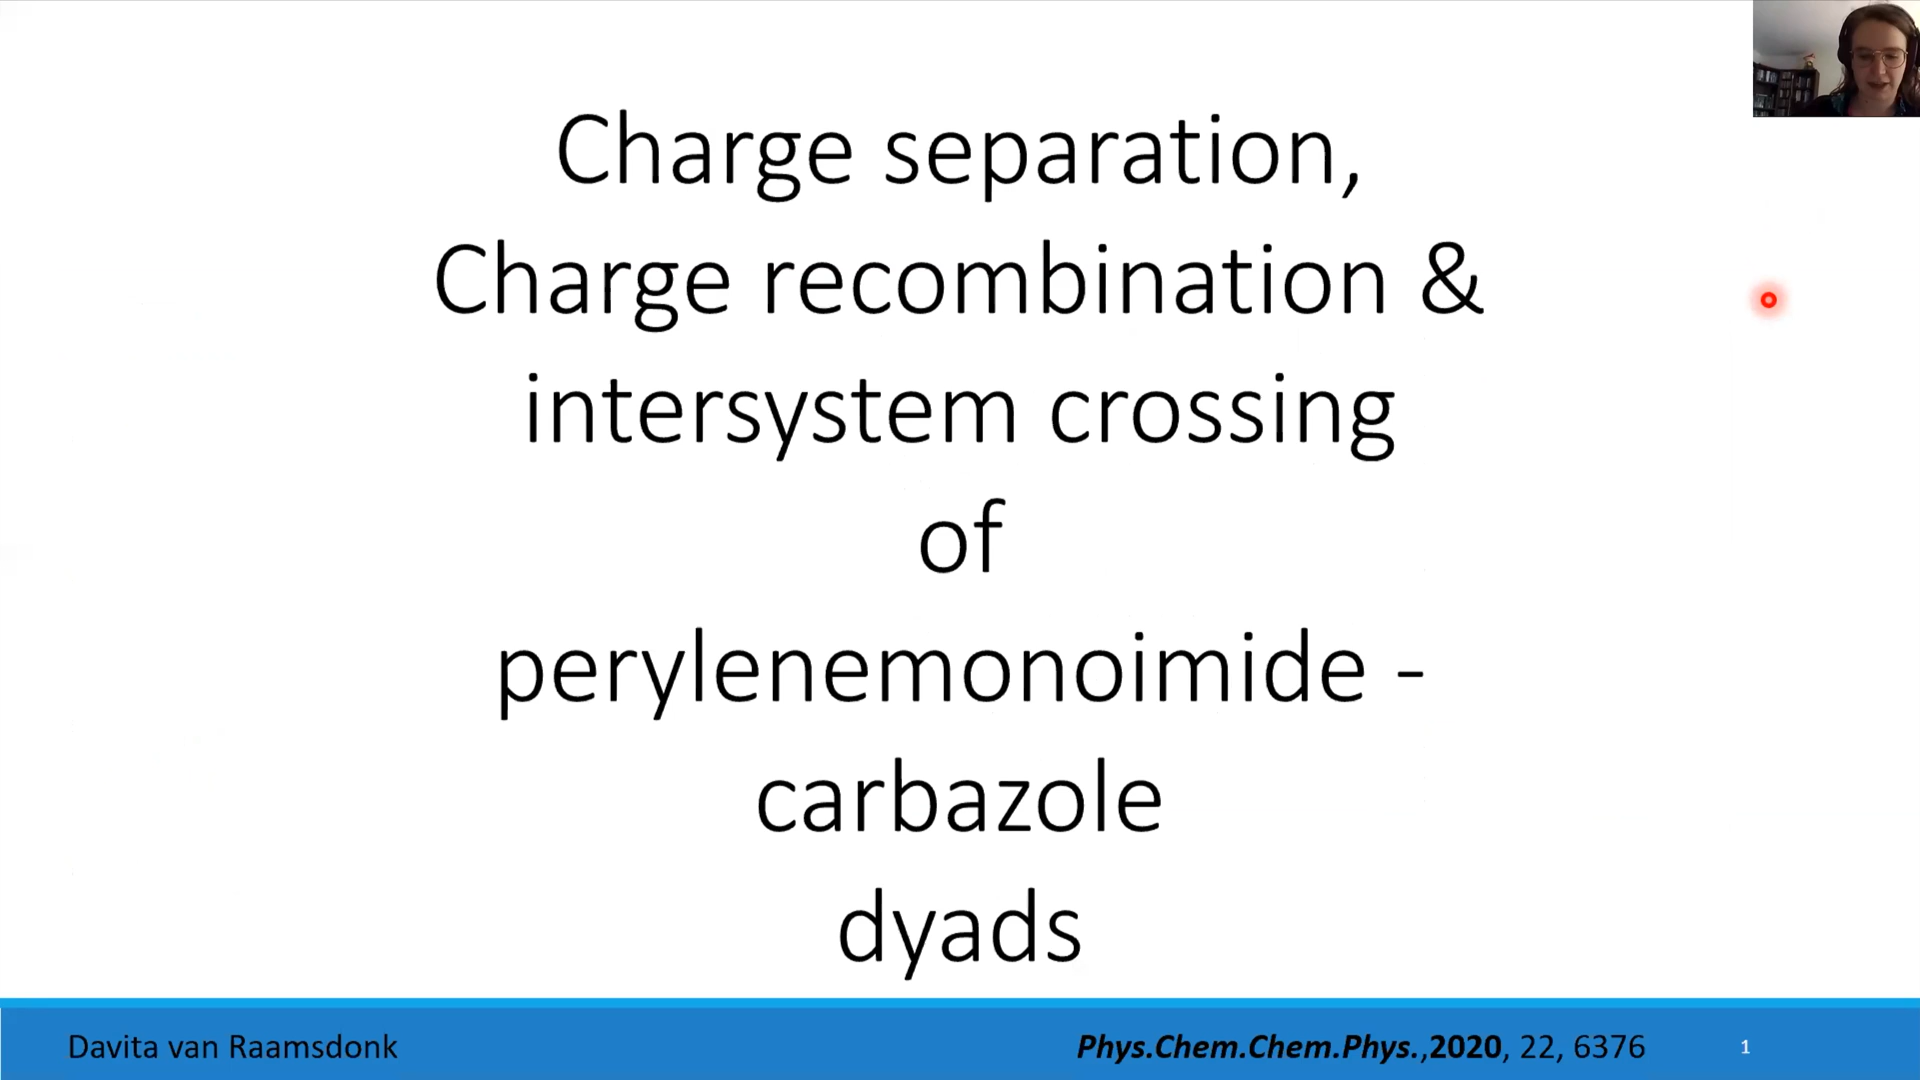 Charge separation,
Charge recombination &
intersystem crossing
of
perylenemonoimide -
carbazole
dyads
Davita van Raamsdonk
Phys.Chem.Chem.Phys.,2020, 22, 6376
1